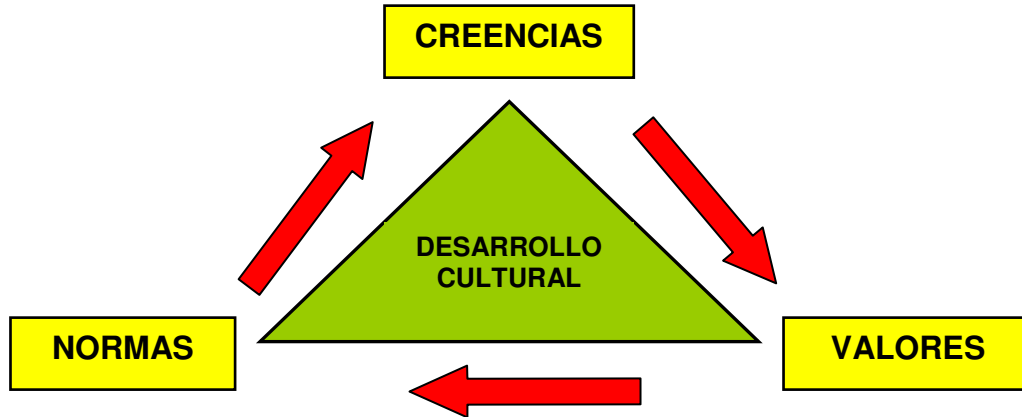 CREENCIAS
DESARROLLO
CULTURAL
NORMAS
VALORES